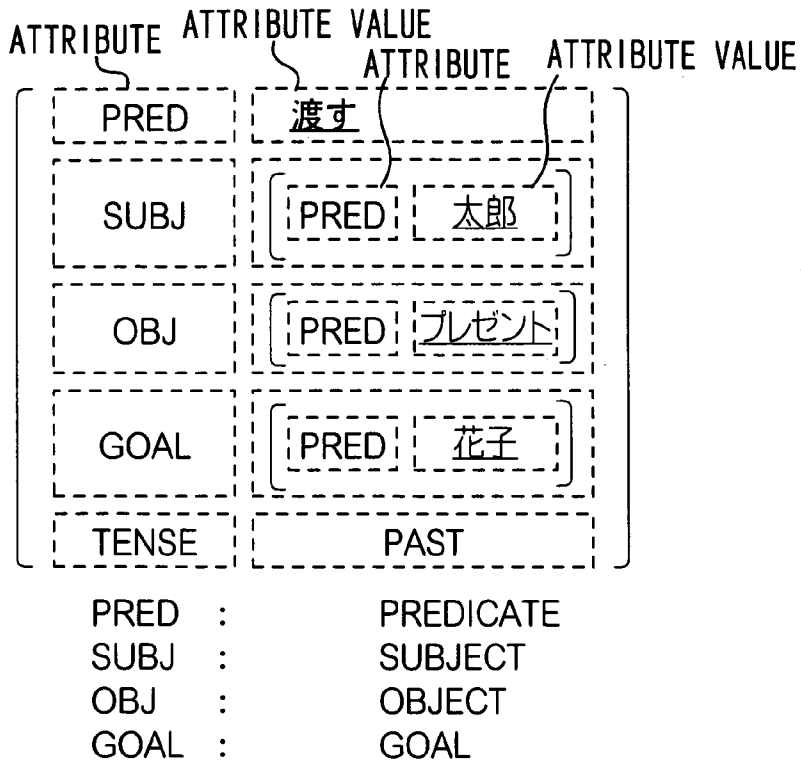 ATTRIBUTE ATTRIBUTE VALUE
ATTRIBUTE ATTRIBUTE VALUE
PRED 渡す
SUBJ PRED 太郎
OBJ PRED プレゼント
GOAL PRED 花子
TENSE PAST
PRED : PREDICATE
SUBJ : SUBJECT
OBJ : OBJECT
GOAL : GOAL